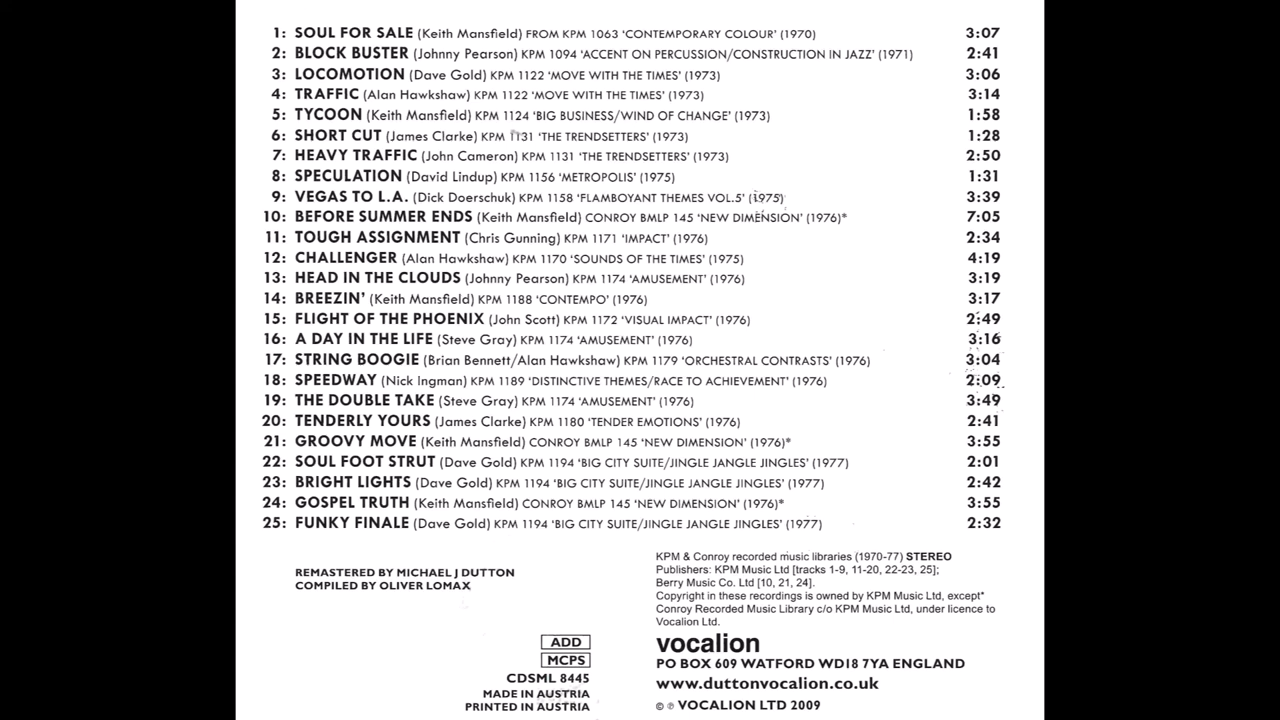 1: SOUL FOR SALE (Keith Mansfield) FROM KPM 1063 ‘CONTEMPORARY COLOUR’ (1970) 3:07
2: BLOCK BUSTER (Johnny Pearson) KPM 1094 ‘ACCENT ON PERCUSSION/CONSTRUCTION IN JAZZ’ (1971) 2:41
3: LOCOMOTION (Dave Gold) KPM 1122 ‘MOVE WITH THE TIMES’ (1973) 3:06
4: TRAFFIC (Alan Hawkshaw) KPM 1122 ‘MOVE WITH THE TIMES’ (1973) 3:14
5: TYCOON (Keith Mansfield) KPM 1124 ‘BIG BUSINESS/WIND OF CHANGE’ (1973) 1:58
6: SHORT CUT (James Clarke) KPM 1131 ‘THE TRENDSETTERS’ (1973) 1:28
7: HEAVY TRAFFIC (John Cameron) KPM 1131 ‘THE TRENDSETTERS’ (1973) 2:50
8: SPECULATION (David Lindup) KPM 1156 ‘METROPOLIS’ (1975) 1:31
9: VEGAS TO L.A. (Dick Doerschuk) KPM 1158 ‘FLAMBOYANT THEMES VOL.5’ (1975) 3:39
10: BEFORE SUMMER ENDS (Keith Mansfield) CONROY BMLP 145 ‘NEW DIMENSION’ (1976)* 7:05
11: TOUGH ASSIGNMENT (Chris Gunning) KPM 1171 ‘IMPACT’ (1976) 2:34
12: CHALLENGER (Alan Hawkshaw) KPM 1170 ‘SOUNDS OF THE TIMES’ (1975) 4:19
13: HEAD IN THE CLOUDS (Johnny Pearson) KPM 1174 ‘AMUSEMENT’ (1976) 3:19
14: BREEZIN’ (Keith Mansfield) KPM 1188 ‘CONTEMPO’ (1976) 3:17
15: FLIGHT OF THE PHOENIX (John Scott) KPM 1172 ‘VISUAL IMPACT’ (1976) 2:49
16: A DAY IN THE LIFE (Steve Gray) KPM 1174 ‘AMUSEMENT’ (1976) 3:16
17: STRING BOOGIE (Brian Bennett/Alan Hawkshaw) KPM 1179 ‘ORCHESTRAL CONTRASTS’ (1976) 3:04
18: SPEEDWAY (Nick Ingman) KPM 1189 ‘DISTINCTIVE THEMES/RACE TO ACHIEVEMENT’ (1976) 2:09
19: THE DOUBLE TAKE (Steve Gray) KPM 1174 ‘AMUSEMENT’ (1976) 3:49
20: TENDERLY YOURS (James Clarke) KPM 1180 ‘TENDER EMOTIONS’ (1976) 2:41
21: GROOVY MOVE (Keith Mansfield) CONROY BMLP 145 ‘NEW DIMENSION’ (1976)* 3:55
22: SOUL FOOT STRUT (Dave Gold) KPM 1194 ‘BIG CITY SUITE/JINGLE JANGLE JINGLES’ (1977) 2:01
23: BRIGHT LIGHTS (Dave Gold) KPM 1194 ‘BIG CITY SUITE/JINGLE JANGLE JINGLES’ (1977) 2:42
24: GOSPEL TRUTH (Keith Mansfield) CONROY BMLP 145 ‘NEW DIMENSION’ (1976)* 3:55
25: FUNKY FINALE (Dave Gold) KPM 1194 ‘BIG CITY SUITE/JINGLE JANGLE JINGLES’ (1977) 2:32
REMASTERED BY MICHAEL J DUTTON
COMPILED BY OLIVER LOMAX
KPM & Conroy recorded music libraries (1970-77) STEREO
Publishers: KPM Music Ltd [tracks 1-9, 11-20, 22-23, 25];
Berry Music Co. Ltd [10, 21, 24].
Copyright in these recordings is owned by KPM Music Ltd, except*
Conroy Recorded Music Library c/o KPM Music Ltd, under licence to
Vocalion Ltd.
ADD
MCPS
CDSML 8445
MADE IN AUSTRIA
PRINTED IN AUSTRIA
vocalion
PO BOX 609 WATFORD WD18 7YA ENGLAND
www.duttonvocalion.co.uk
© ℗ VOCALION LTD 2009